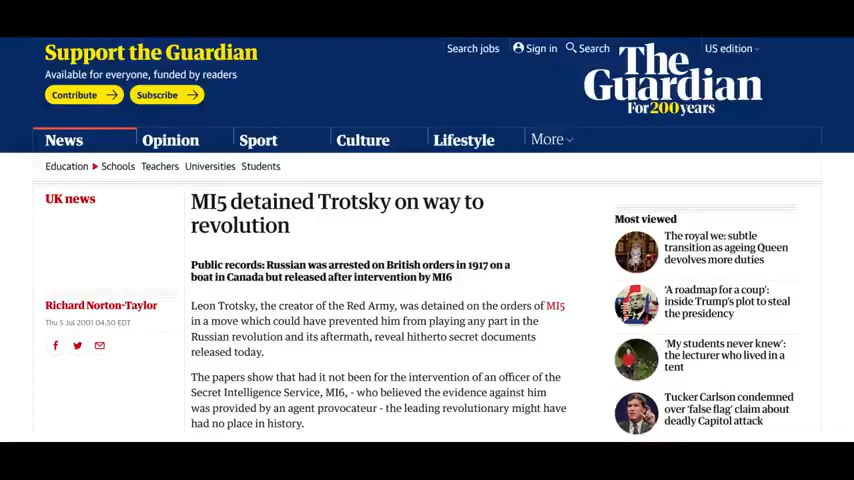 Support the Guardian
Available for everyone, funded by readers
Contribute → Subscribe →
Search jobs Sign in Search US edition
The Guardian
For 200 years
News Opinion Sport Culture Lifestyle More
Education Schools Teachers Universities Students
UK news
MI5 detained Trotsky on way to
revolution
Public records: Russian was arrested on British orders in 1917 on a
boat in Canada but released after intervention by MI6
Richard Norton-Taylor
Thu 5 Jul 2001 04.50 EDT
Leon Trotsky, the creator of the Red Army, was detained on the orders of MI5
in a move which could have prevented him from playing any part in the
Russian revolution and its aftermath, reveal hitherto secret documents
released today.
The papers show that had it not been for the intervention of an officer of the
Secret Intelligence Service, MI6, - who believed the evidence against him
was provided by an agent provocateur - the leading revolutionary might have
had no place in history.
Most viewed
The royal we: subtle
transition as ageing Queen
devolves more duties
‘A roadmap for a coup’:
inside Trump’s plot to steal
the presidency
‘My students never knew’:
the lecturer who lived in a
tent
Tucker Carlson condemned
over ‘false flag’ claim about
deadly Capitol attack